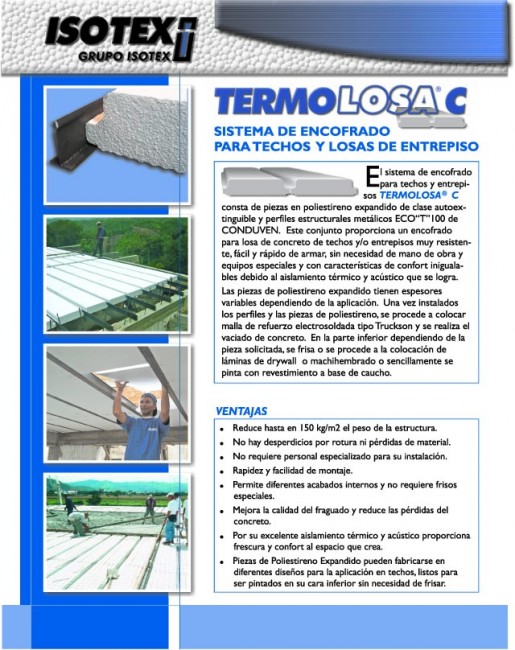 ISOTEX
GRUPO ISOTEX
TERMOLOSA® C
SISTEMA DE ENCOFRADO
PARA TECHOS Y LOSAS DE ENTREPISO
El sistema de encofrado
para techos y entrepi-
sos TERMOLOSA® C
consta de piezas en poliestireno expandido de clase autoex-
tinguible y perfiles estructurales metálicos ECO"T"100 de
CONDUVEN. Este conjunto proporciona un encofrado
para losa de concreto de techos y/o entrepisos muy resisten-
te, fácil y rápido de armar, sin necesidad de mano de obra y
equipos especiales y con características de confort iniguala-
bles debido al aislamiento térmico y acústico que se logra.
Las piezas de poliestireno expandido tienen espesores
variables dependiendo de la aplicación. Una vez instalados
los perfiles y las piezas de poliestireno, se procede a colocar
malla de refuerzo electrosoldada tipo Truckson y se realiza el
vaciado de concreto. En la parte inferior dependiendo de la
pieza solicitada, se frisa o se procede a la colocación de
láminas de drywall o machihembrado o sencillamente se
pinta con revestimiento a base de caucho.
VENTAJAS
• Reduce hasta en 150 kg/m2 el peso de la estructura.
• No hay desperdicios por rotura ni pérdidas de material.
• No requiere personal especializado para su instalación.
• Rapidez y facilidad de montaje.
• Permite diferentes acabados internos y no requiere frisos
especiales.
• Mejora la calidad del fraguado y reduce las pérdidas del
concreto.
• Por su excelente aislamiento térmico y acústico proporciona
frescura y confort al espacio que crea.
• Piezas de Poliestireno Expandido pueden fabricarse en
diferentes diseños para la aplicación en techos, listos para
ser pintados en su cara inferior sin necesidad de frisar.